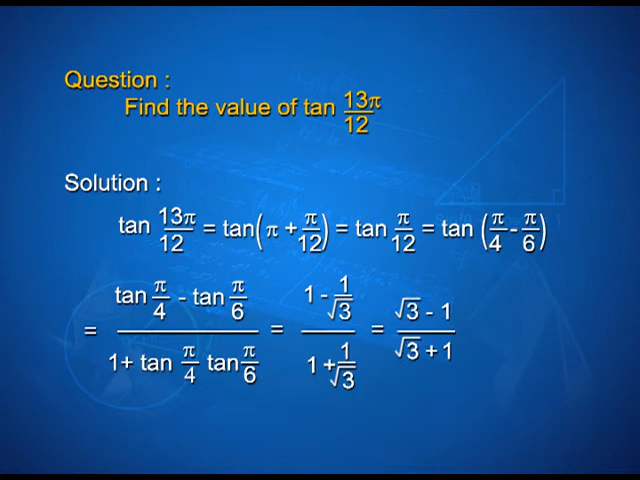 Question :
Find the value of tan 13π/12
Solution :
tan 13π/12 = tan(π + π/12) = tan π/12 = tan (π/4 - π/6)
= (tan π/4 - tan π/6)/(1+ tan π/4 tan π/6) = (1 - 1/√3)/(1 + 1/√3) = (√3 - 1)/(√3 + 1)